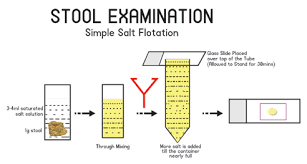 STOOL EXAMINATION
Simple Salt Flotation
Glass Slide Placed
over top of the Tube
(Allowed to Stand for 30mins)
3-4ml saturated
salt solution
1g stool
Through Mixing
More salt is added
till the container
nearly full